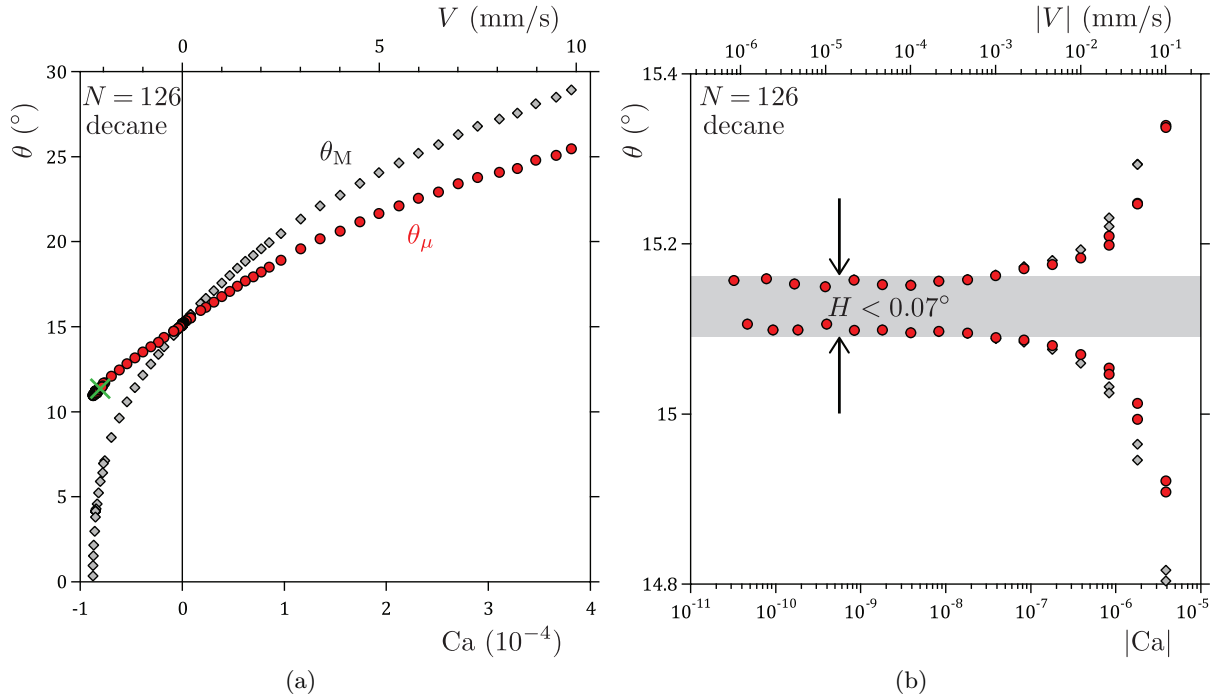 V (mm/s)
0 5 10
30
25
20
15
10
5
0
θ (°)
N = 126
decane
θ_M
θ_μ
-1 0 1 2 3 4
Ca (10⁻⁴)
(a)
|V| (mm/s)
10⁻⁶ 10⁻⁵ 10⁻⁴ 10⁻³ 10⁻² 10⁻¹
15.4
15.2
15
14.8
θ (°)
N = 126
decane
H < 0.07°
10⁻¹¹ 10⁻¹⁰ 10⁻⁹ 10⁻⁸ 10⁻⁷ 10⁻⁶ 10⁻⁵
|Ca|
(b)